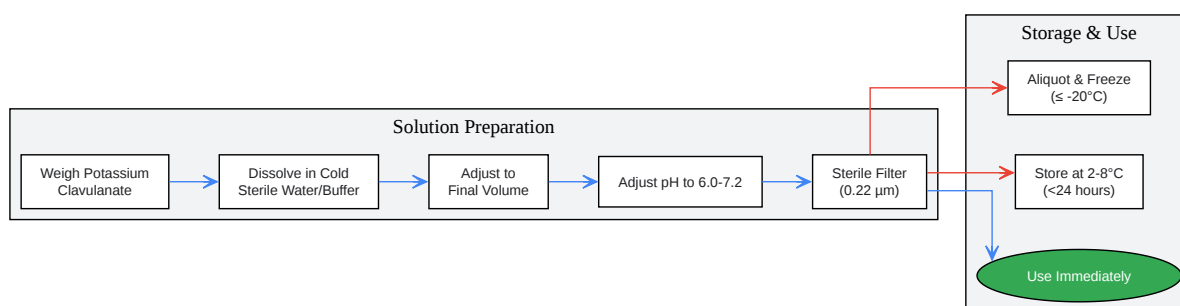 Storage & Use
Aliquot & Freeze
(≤ -20°C)
Solution Preparation
Weigh Potassium
Clavulanate
Dissolve in Cold
Sterile Water/Buffer
Adjust to
Final Volume
Adjust pH to 6.0-7.2
Sterile Filter
(0.22 µm)
Store at 2-8°C
(<24 hours)
Use Immediately